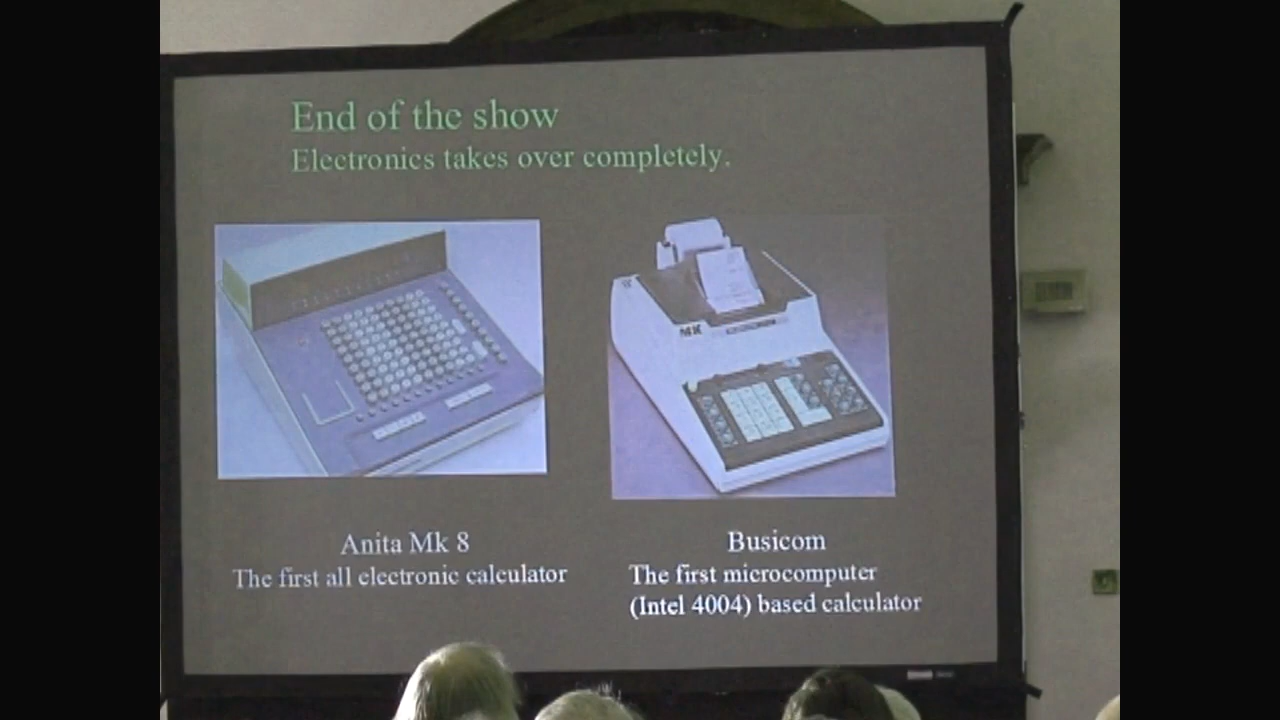 End of the show
Electronics takes over completely.
Anita Mk 8
The first all electronic calculator
Busicom
The first microcomputer
(Intel 4004) based calculator